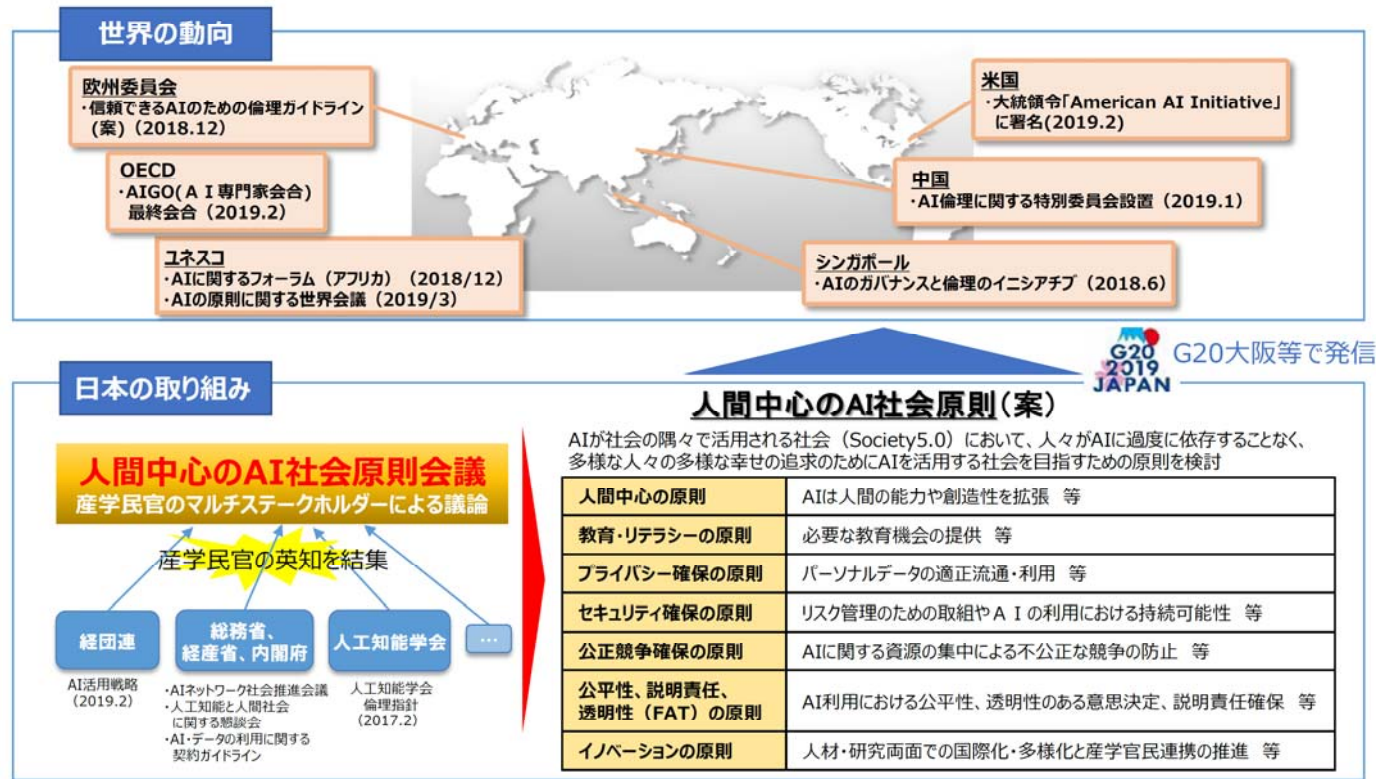 世界の動向
欧州委員会
・信頼できるAIのための倫理ガイドライン
(案)（2018.12）
OECD
・AIGO(ＡＩ専門家会合)
最終会合（2019.2）
ユネスコ
・AIに関するフォーラム（アフリカ）（2018/12）
・AIの原則に関する世界会議（2019/3）
米国
・大統領令「American AI Initiative」
に署名(2019.2)
中国
・AI倫理に関する特別委員会設置（2019.1）
シンガポール
・AIのガバナンスと倫理のイニシアチブ（2018.6）
G20
2019
JAPAN
G20大阪等で発信
日本の取り組み
人間中心のAI社会原則会議
産学民官のマルチステークホルダーによる議論
産学民官の英知を結集
経団連
総務省、
経産省、内閣府
人工知能学会
…
AI活用戦略
（2019.2）
・AIネットワーク社会推進会議
・人工知能と人間社会
に関する懇談会
・AI・データの利用に関する
契約ガイドライン
人工知能学会
倫理指針
（2017.2）
人間中心のAI社会原則（案）
AIが社会の隅々で活用される社会（Society5.0）において、人々がAIに過度に依存することなく、
多様な人々の多様な幸せの追求のためにAIを活用する社会を目指すための原則を検討
人間中心の原則 AIは人間の能力や創造性を拡張 等
教育・リテラシーの原則 必要な教育機会の提供 等
プライバシー確保の原則 パーソナルデータの適正流通・利用 等
セキュリティ確保の原則 リスク管理のための取組やＡＩの利用における持続可能性 等
公正競争確保の原則 AIに関する資源の集中による不公正な競争の防止 等
公平性、説明責任、
透明性（FAT）の原則 AI利用における公平性、透明性のある意思決定、説明責任確保 等
イノベーションの原則 人材・研究両面での国際化・多様化と産学官民連携の推進 等